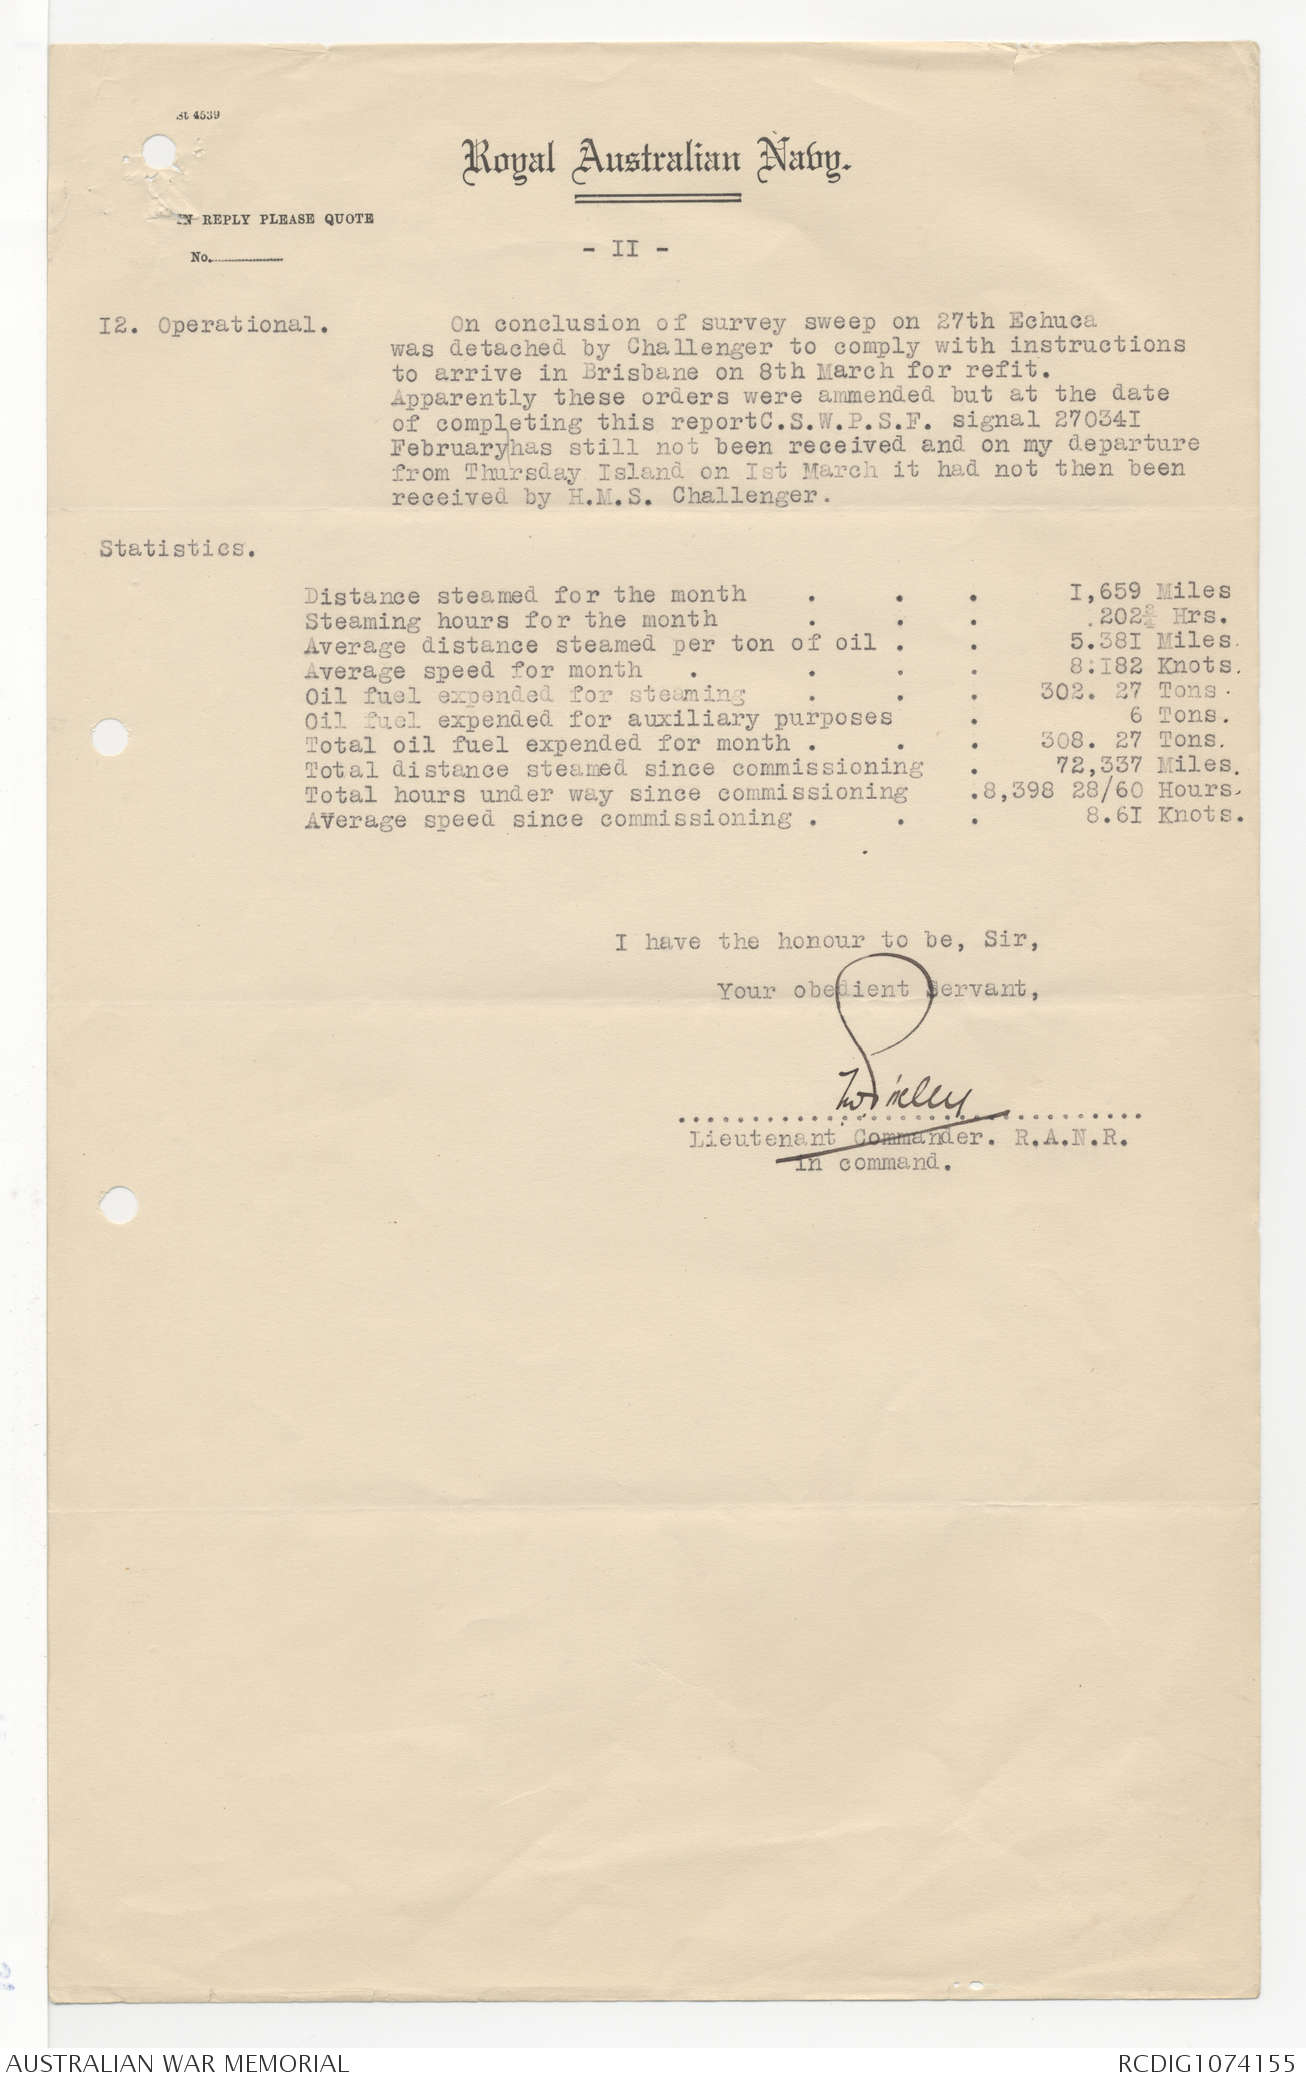 St 4539
Royal Australian Navy.
IN REPLY PLEASE QUOTE
No.
- II -
I2. Operational.
On conclusion of survey sweep on 27th Echuca
was detached by Challenger to comply with instructions
to arrive in Brisbane on 8th March for refit.
Apparently these orders were ammended but at the date
of completing this reportC.S.W.P.S.F. signal 27034I
February has still not been received and on my departure
from Thursday Island on Ist March it had not then been
received by H.M.S. Challenger.
Statistics.
Distance steamed for the month . . . I,659 Miles
Steaming hours for the month . . . .202¾ Hrs.
Average distance steamed per ton of oil . . 5.38I Miles.
Average speed for month . . . . 8.I82 Knots.
Oil fuel expended for steaming . . . 302. 27 Tons.
Oil fuel expended for auxiliary purposes . 6 Tons.
Total oil fuel expended for month . . . 308. 27 Tons.
Total distance steamed since commissioning . 72,337 Miles.
Total hours under way since commissioning .8,398 28/60 Hours.
Average speed since commissioning . . . 8.6I Knots.
I have the honour to be, Sir,
Your obedient Servant,
Lieutenant Commander. R.A.N.R.
in command.
AUSTRALIAN WAR MEMORIAL
RCDIG1074155